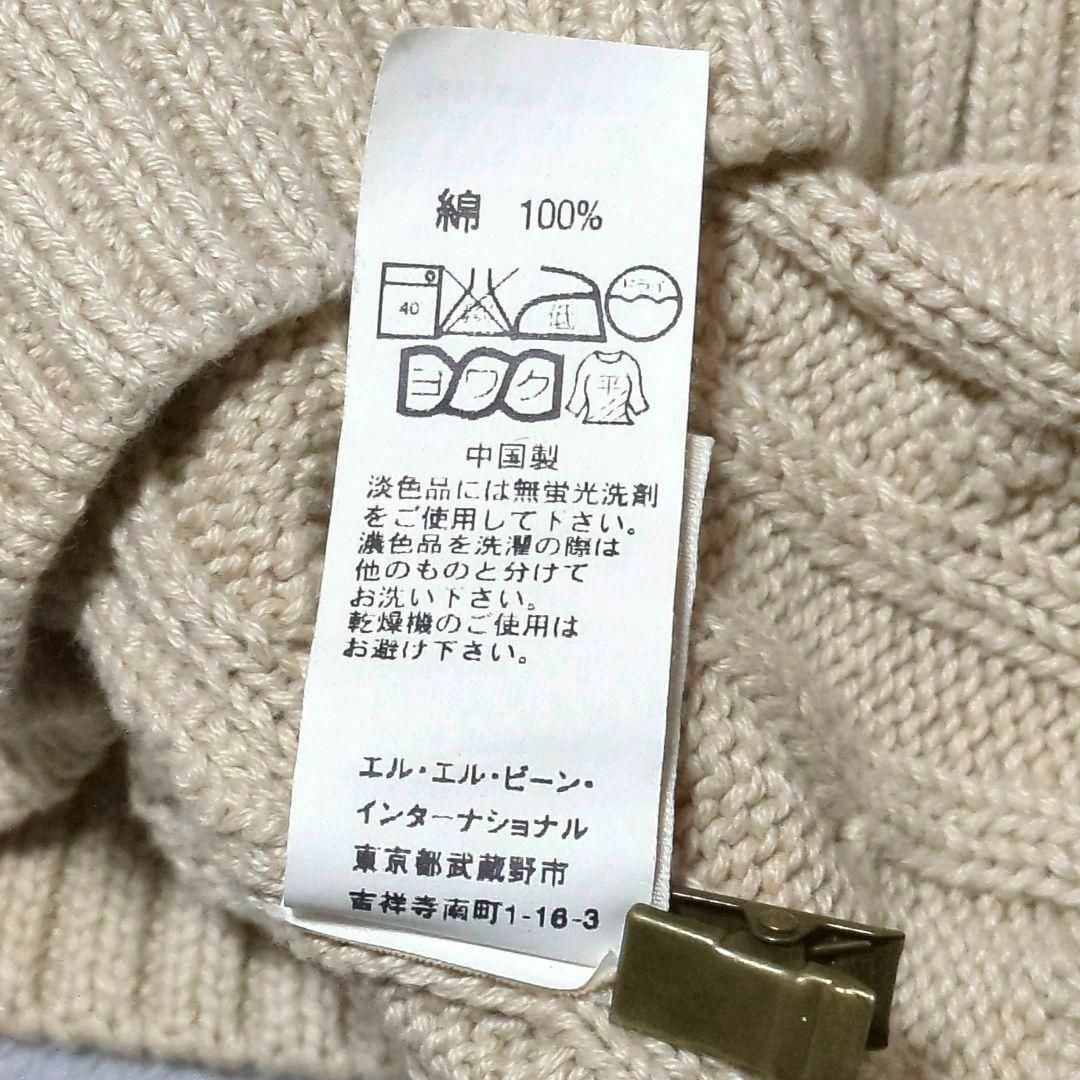 綿 100%
40 低 ドライ
ヨワク 平
中国製
淡色品には無蛍光洗剤
をご使用して下さい。
濃色品を洗濯の際は
他のものと分けて
お洗い下さい。
乾燥機のご使用は
お避け下さい。
エル・エル・ビーン・
インターナショナル
東京都武蔵野市
吉祥寺南町1-16-3